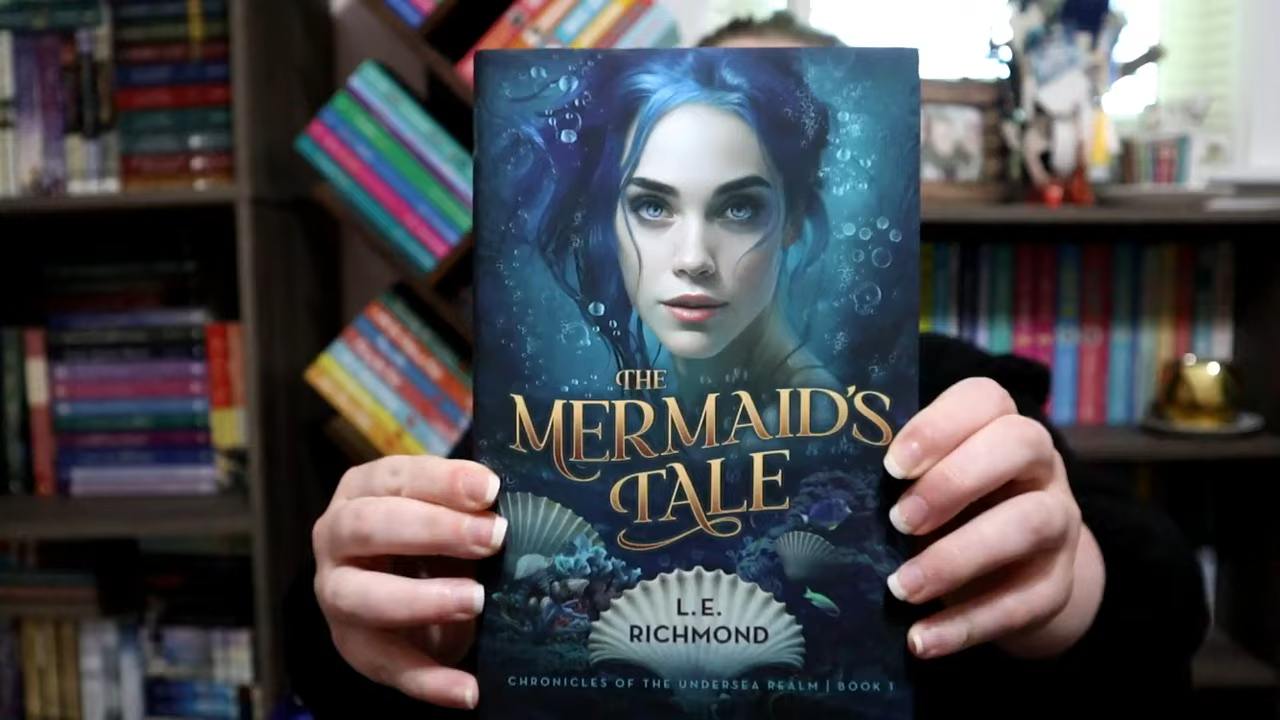 THE
MERMAID'S
TALE
L.E.
RICHMOND
CHRONICLES OF THE UNDERSEA REALM | BOOK 1